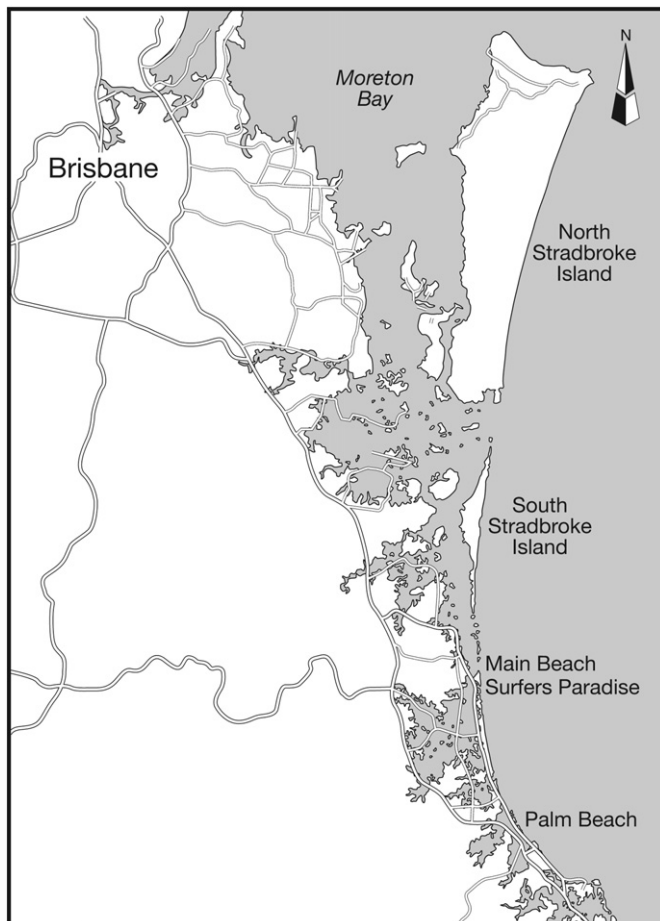 N
Moreton
Bay
Brisbane
North
Stradbroke
Island
South
Stradbroke
Island
Main Beach
Surfers Paradise
Palm Beach